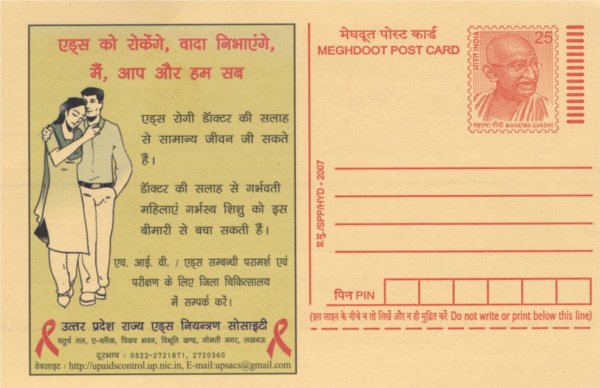 एड्स को रोकेंगे, वादा निभाएंगे,
मैं, आप और हम सब
एड्स रोगी डॉक्टर की सलाह
से सामान्य जीवन जी सकते
हैं।
डॉक्टर की सलाह से गर्भवती
महिलाएं गर्भस्थ शिशु को इस
बीमारी से बचा सकती हैं।
एच. आई. वी. / एड्स सम्बन्धी परामर्श एवं
परीक्षण के लिए जिला चिकित्सालय
में सम्पर्क करें।
उत्तर प्रदेश राज्य एड्स नियन्त्रण सोसाइटी
चतुर्थ तल, ए-ब्लॉक, पिकप भवन, विभूति खण्ड, गोमती नगर, लखनऊ
दूरभाष : 0522-2721871, 2720360
वेबसाइट : http://upaidscontrol.up.nic.in, E-mail:upsacs@gmail.com
मेघदूत पोस्ट कार्ड
MEGHDOOT POST CARD
भारत INDIA
25
महात्मा गाँधी MAHATMA GANDHI
प्र.मु./SPP/HYD - 2007
पिन PIN
(इस लाइन के नीचे न तो लिखें और न ही मुद्रित करें Do not write or print below this line)